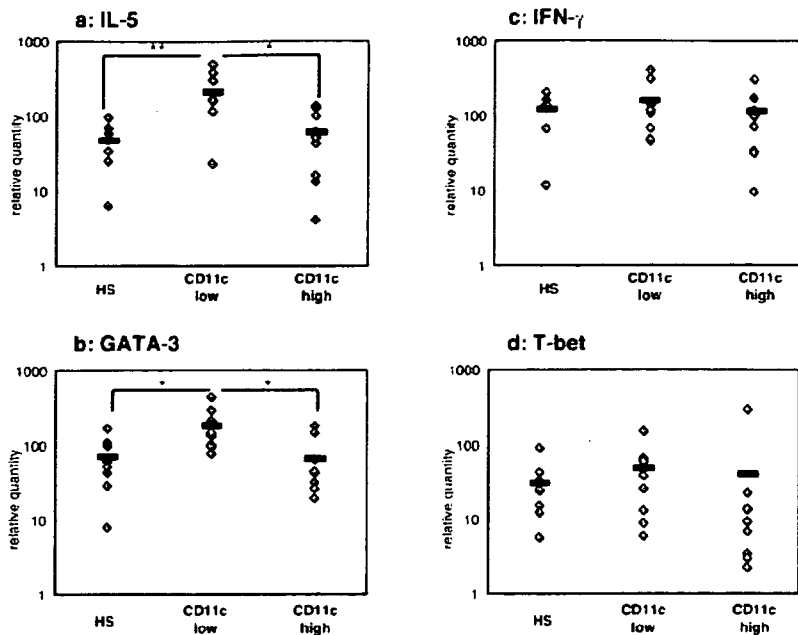 a: IL-5
1000
100
10
1
relative quantity
**
*
HS
CD11c
low
CD11c
high
c: IFN-γ
1000
100
10
1
relative quantity
HS
CD11c
low
CD11c
high
b: GATA-3
1000
100
10
1
relative quantity
*
*
HS
CD11c
low
CD11c
high
d: T-bet
1000
100
10
1
relative quantity
HS
CD11c
low
CD11c
high